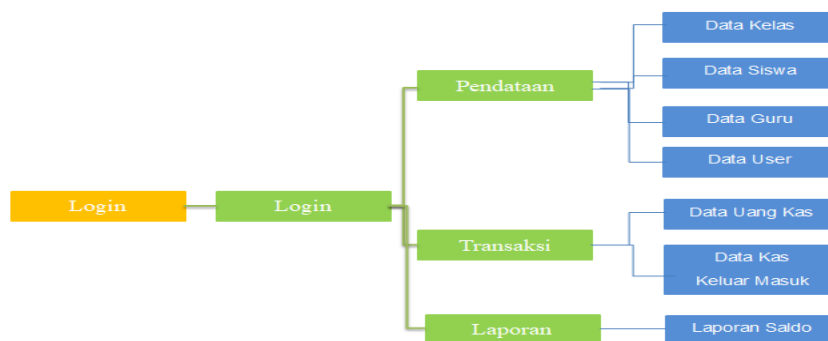 Login
Login
Pendataan
Data Kelas
Data Siswa
Data Guru
Data User
Transaksi
Data Uang Kas
Data Kas
Keluar Masuk
Laporan
Laporan Saldo